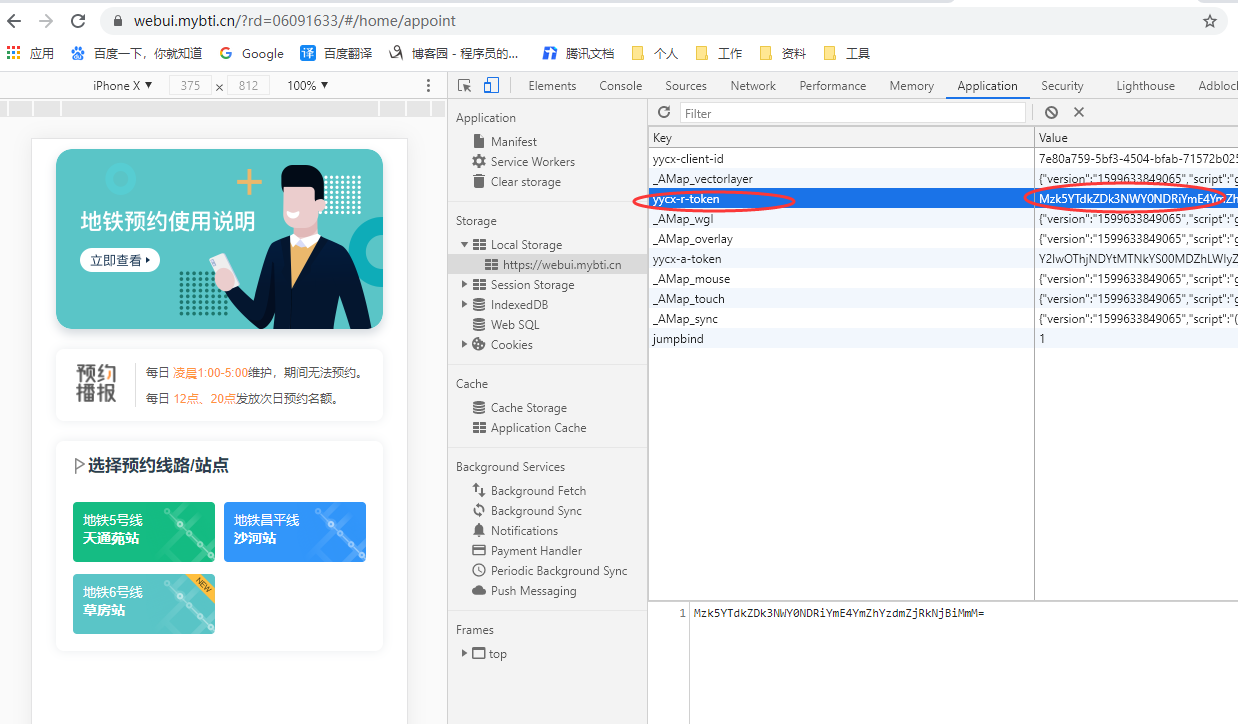 webui.mybti.cn/?rd=06091633/#/home/appoint
应用 百度一下,你就知道 Google 译 百度翻译 博客园 - 程序员的... 腾讯文档 个人 工作 资料 工具
iPhone X ▼ 375 × 812 100% ▼
Elements Console Sources Network Performance Memory Application Security Lighthouse Adbloc
地铁预约使用说明
立即查看
预约
播报
每日 凌晨1:00-5:00维护，期间无法预约。
每日 12点、20点发放次日预约名额。
选择预约线路/站点
地铁5号线
天通苑站
地铁昌平线
沙河站
地铁6号线
草房站
NEW
Application
Manifest
Service Workers
Clear storage
Storage
Local Storage
https://webui.mybti.cn
Session Storage
IndexedDB
Web SQL
Cookies
Cache
Cache Storage
Application Cache
Background Services
Background Fetch
Background Sync
Notifications
Payment Handler
Periodic Background Sync
Push Messaging
Frames
top
Filter
Key Value
yycx-client-id 7e80a759-5bf3-4504-bfab-71572b025
_AMap_vectorlayer {"version":"1599633849065","script":"g
yycx-r-token Mzk5YTdkZDk3NWY0NDRiYmE4YmZh
_AMap_wgl {"version":"1599633849065","script":"g
_AMap_overlay {"version":"1599633849065","script":"g
yycx-a-token Y2IwOThjNDYtMTNkYS00MDZhLWIyZ
_AMap_mouse {"version":"1599633849065","script":"g
_AMap_touch {"version":"1599633849065","script":"g
_AMap_sync {"version":"1599633849065","script":"(
jumpbind 1
1 Mzk5YTdkZDk3NWY0NDRiYmE4YmZhYzdmZjRkNjBiMmM=